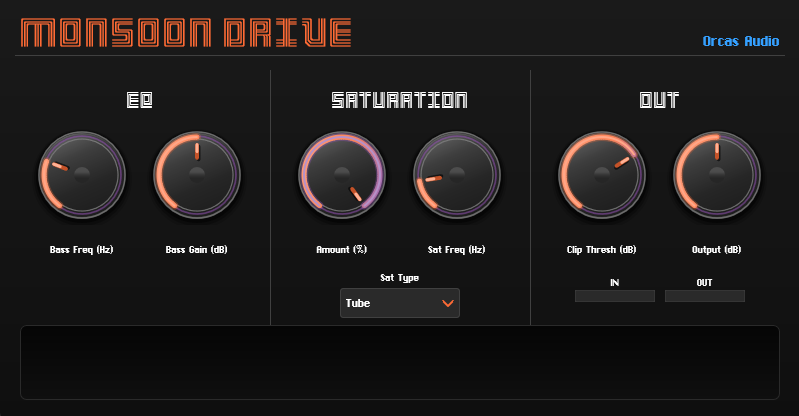 MONSOON DRIVE
Orcas Audio
EQ
SATURATION
OUT
Bass Freq (Hz)
Bass Gain (dB)
Amount (%)
Sat Freq (Hz)
Clip Thresh (dB)
Output (dB)
Sat Type
Tube
IN
OUT